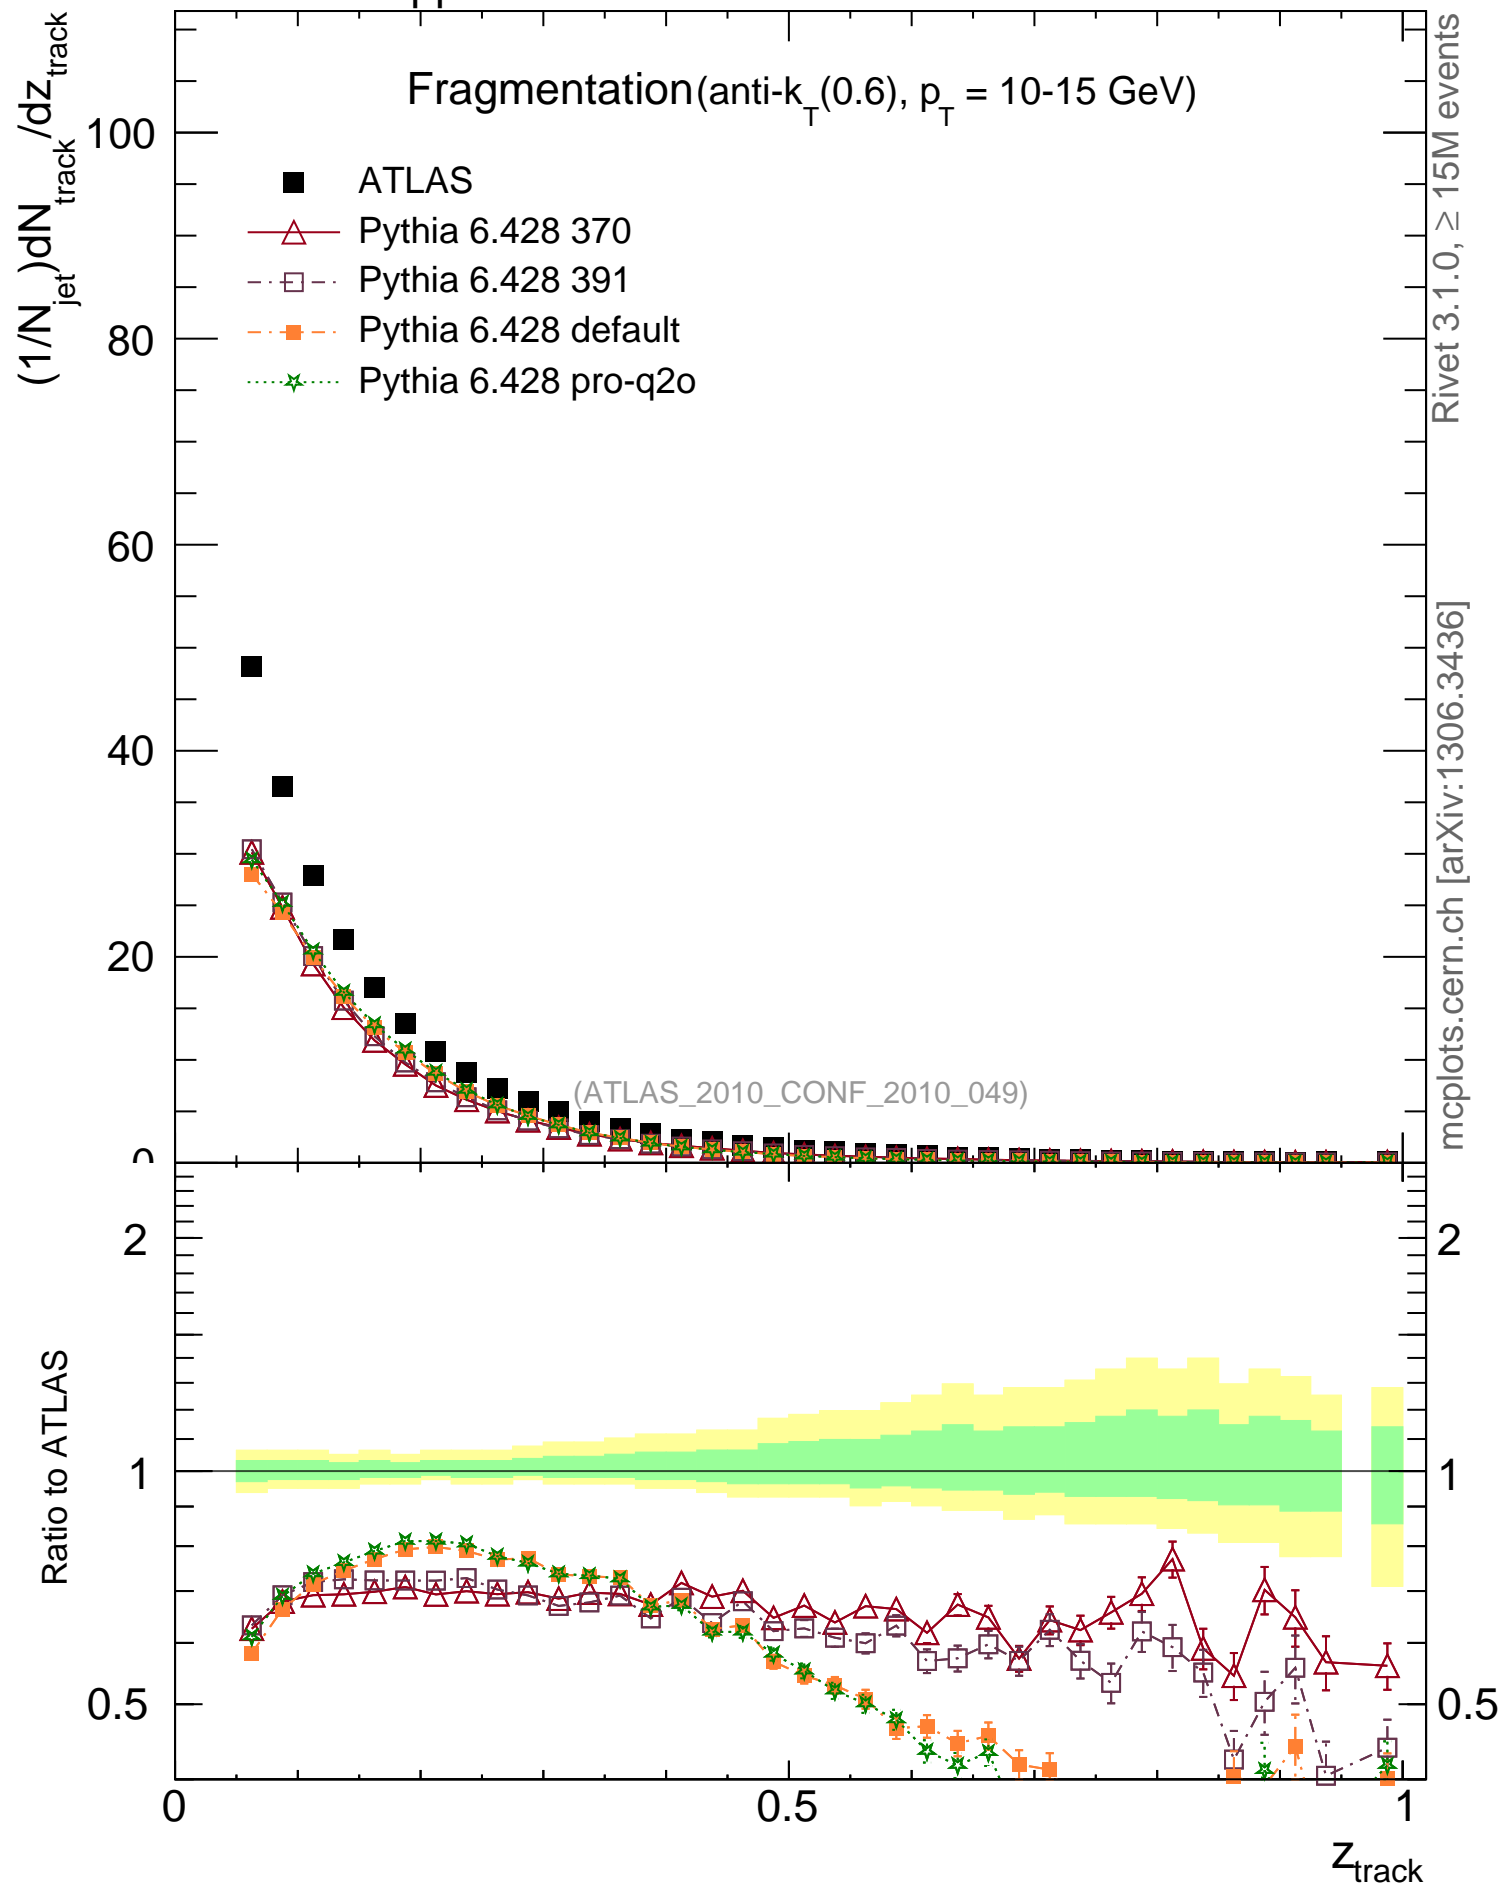 Fragmentation (anti-k_T(0.6), p_T = 10-15 GeV)
(1/N_jet)dN_track/dz_track
ATLAS
Pythia 6.428 370
Pythia 6.428 391
Pythia 6.428 default
Pythia 6.428 pro-q2o
100
80
60
40
20
0
(ATLAS_2010_CONF_2010_049)
Rivet 3.1.0, ≥ 15M events
mcplots.cern.ch [arXiv:1306.3436]
Ratio to ATLAS
2
1
0.5
2
1
0.5
0
0.5
1
z_track